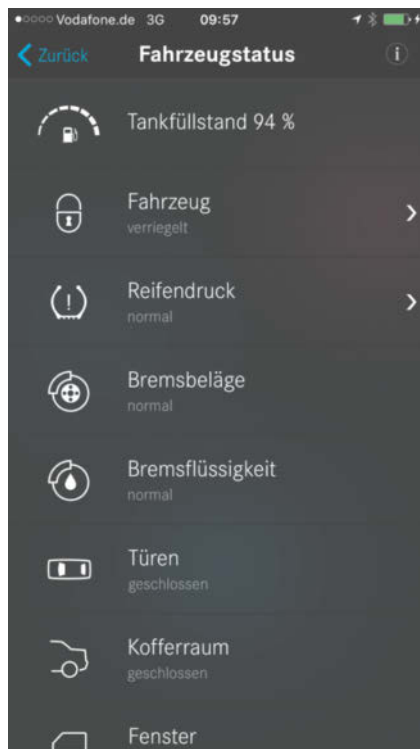 Vodafone.de 3G 09:57
Zurück Fahrzeugstatus i
Tankfüllstand 94 %
Fahrzeug
verriegelt
Reifendruck
normal
Bremsbeläge
normal
Bremsflüssigkeit
normal
Türen
geschlossen
Kofferraum
geschlossen
Fenster